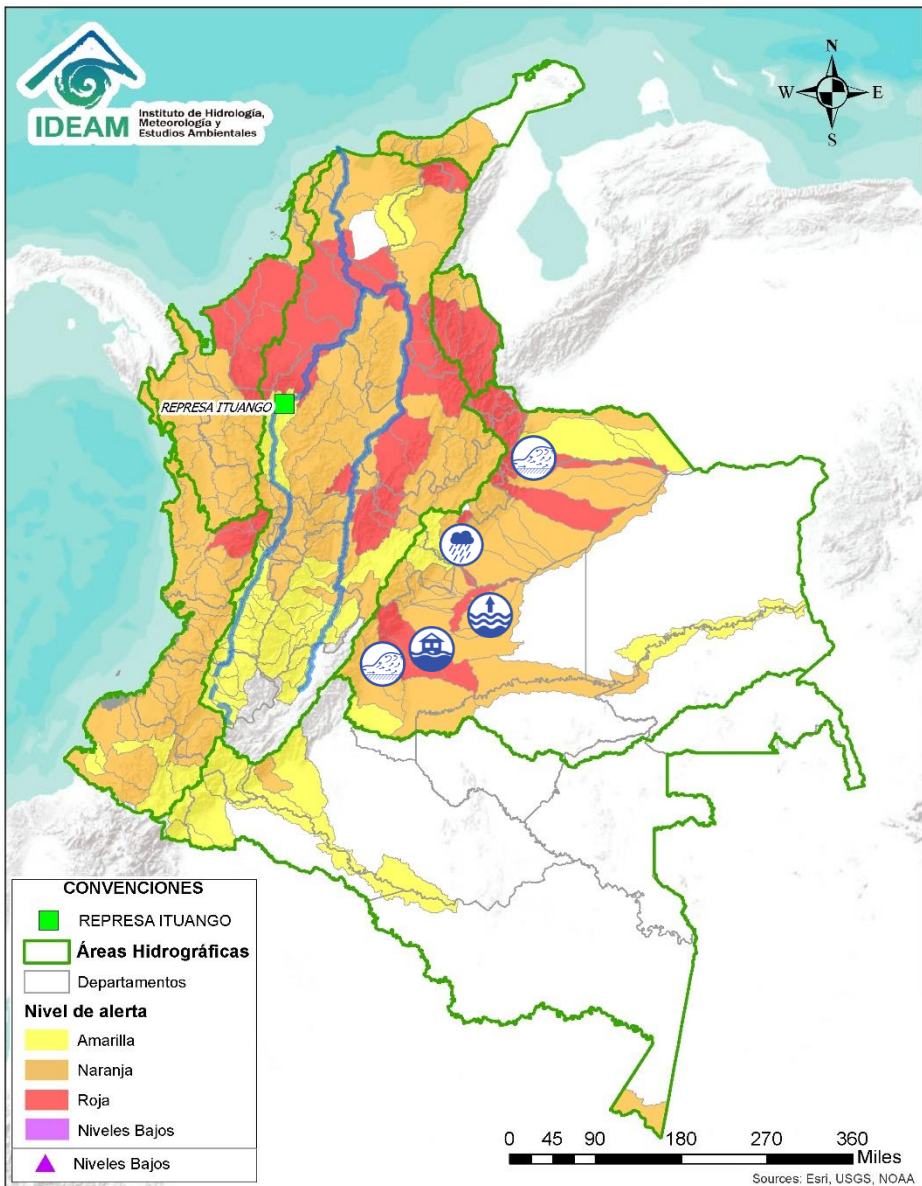 IDEAM
Instituto de Hidrología,
Meteorología y
Estudios Ambientales
N
W
E
S
REPRESA ITUANGO
CONVENCIONES
REPRESA ITUANGO
Áreas Hidrográficas
Departamentos
Nivel de alerta
Amarilla
Naranja
Roja
Niveles Bajos
Niveles Bajos
0 45 90 180 270 360
Miles
Sources: Esri, USGS, NOAA